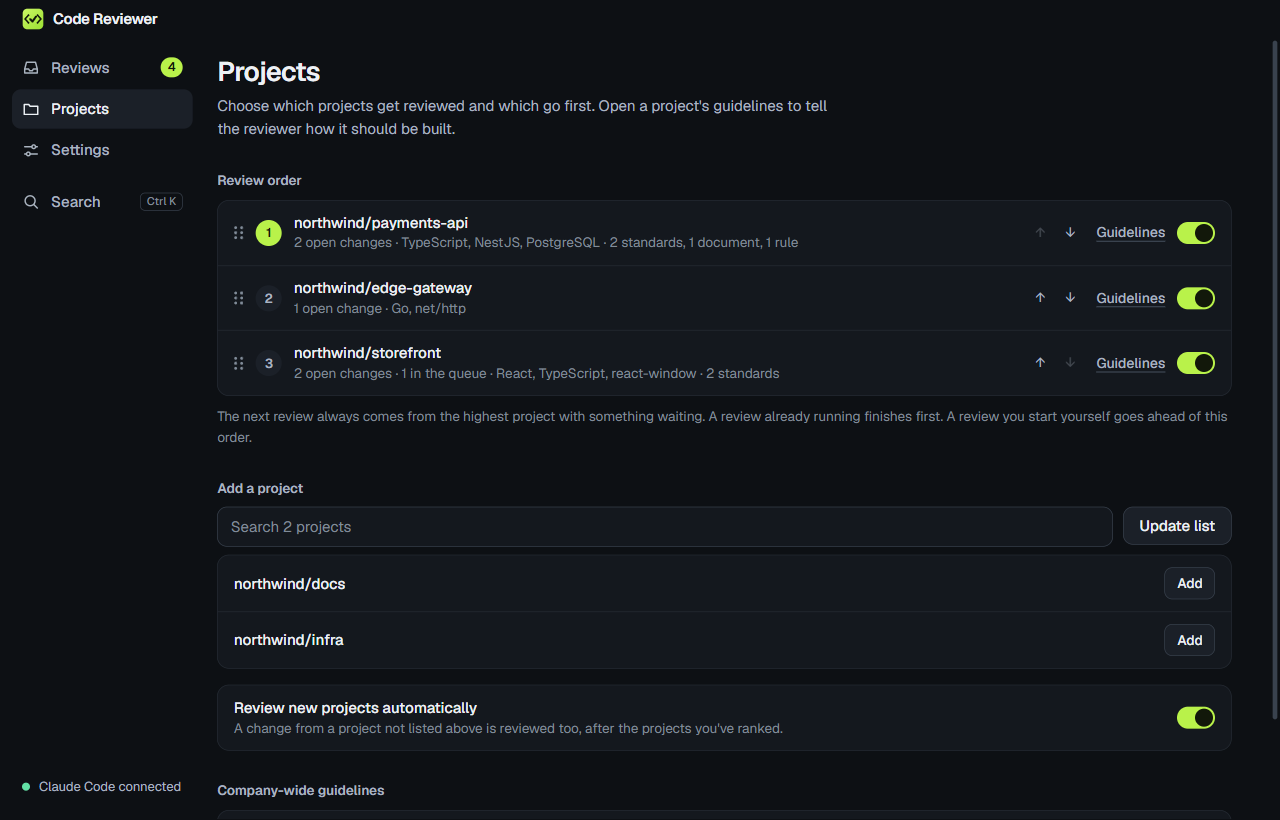 Code Reviewer
Reviews 4
Projects
Settings
Search Ctrl K
Claude Code connected
Projects
Choose which projects get reviewed and which go first. Open a project's guidelines to tell
the reviewer how it should be built.
Review order
1 northwind/payments-api
2 open changes · TypeScript, NestJS, PostgreSQL · 2 standards, 1 document, 1 rule
Guidelines
2 northwind/edge-gateway
1 open change · Go, net/http
Guidelines
3 northwind/storefront
2 open changes · 1 in the queue · React, TypeScript, react-window · 2 standards
Guidelines
The next review always comes from the highest project with something waiting. A review already running finishes first. A review you start yourself goes ahead of this
order.
Add a project
Search 2 projects
Update list
northwind/docs
Add
northwind/infra
Add
Review new projects automatically
A change from a project not listed above is reviewed too, after the projects you've ranked.
Company-wide guidelines